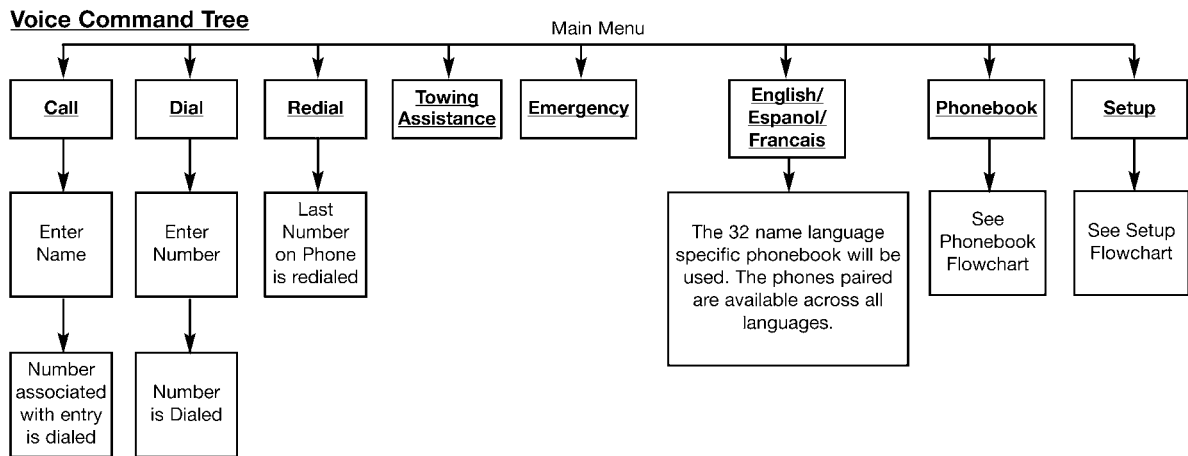 Voice Command Tree
Main Menu
Call
Dial
Redial
Towing
Assistance
Emergency
English/
Espanol/
Francais
Phonebook
Setup
Enter
Name
Enter
Number
Last
Number
on Phone
is redialed
The 32 name language
specific phonebook will be
used. The phones paired
are available across all
languages.
See
Phonebook
Flowchart
See Setup
Flowchart
Number
associated
with entry
is dialed
Number
is Dialed